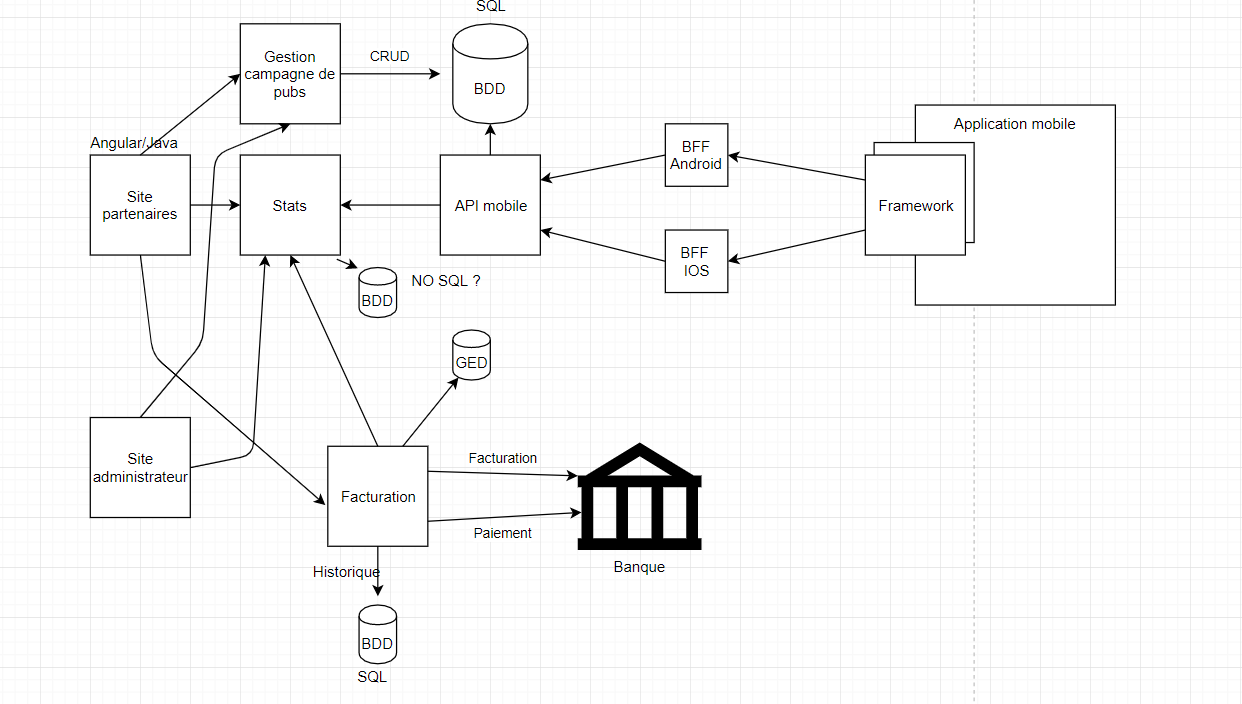 SQL
Gestion
campagne de
pubs
CRUD
BDD
Application mobile
Angular/Java
BFF
Android
Site
partenaires
Stats
API mobile
Framework
BFF
IOS
NO SQL ?
BDD
GED
Site
administrateur
Facturation
Facturation
Paiement
Banque
Historique
BDD
SQL